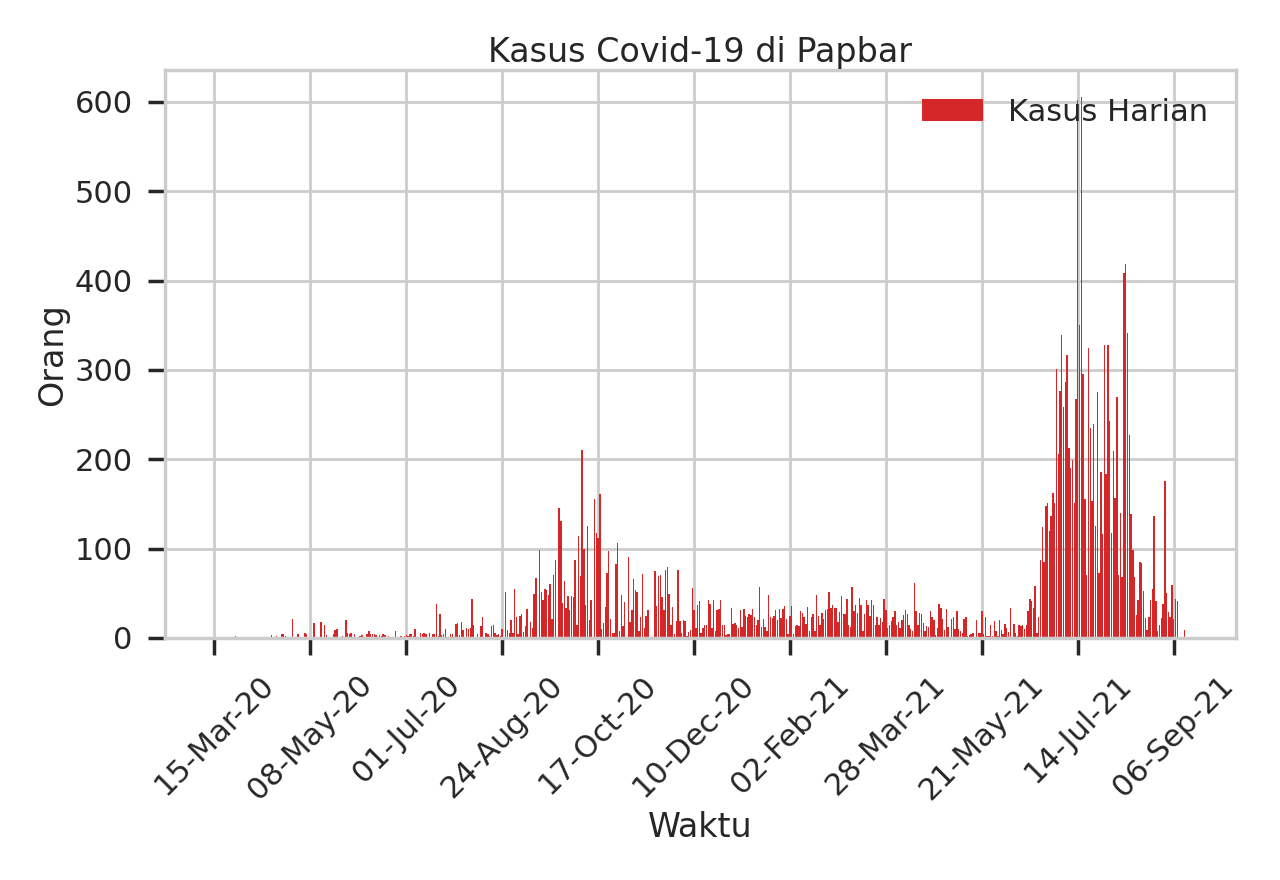 Kasus Covid-19 di Papbar
Kasus Harian
Orang
600
500
400
300
200
100
0
15-Mar-20
08-May-20
01-Jul-20
24-Aug-20
17-Oct-20
10-Dec-20
02-Feb-21
28-Mar-21
21-May-21
14-Jul-21
06-Sep-21
Waktu